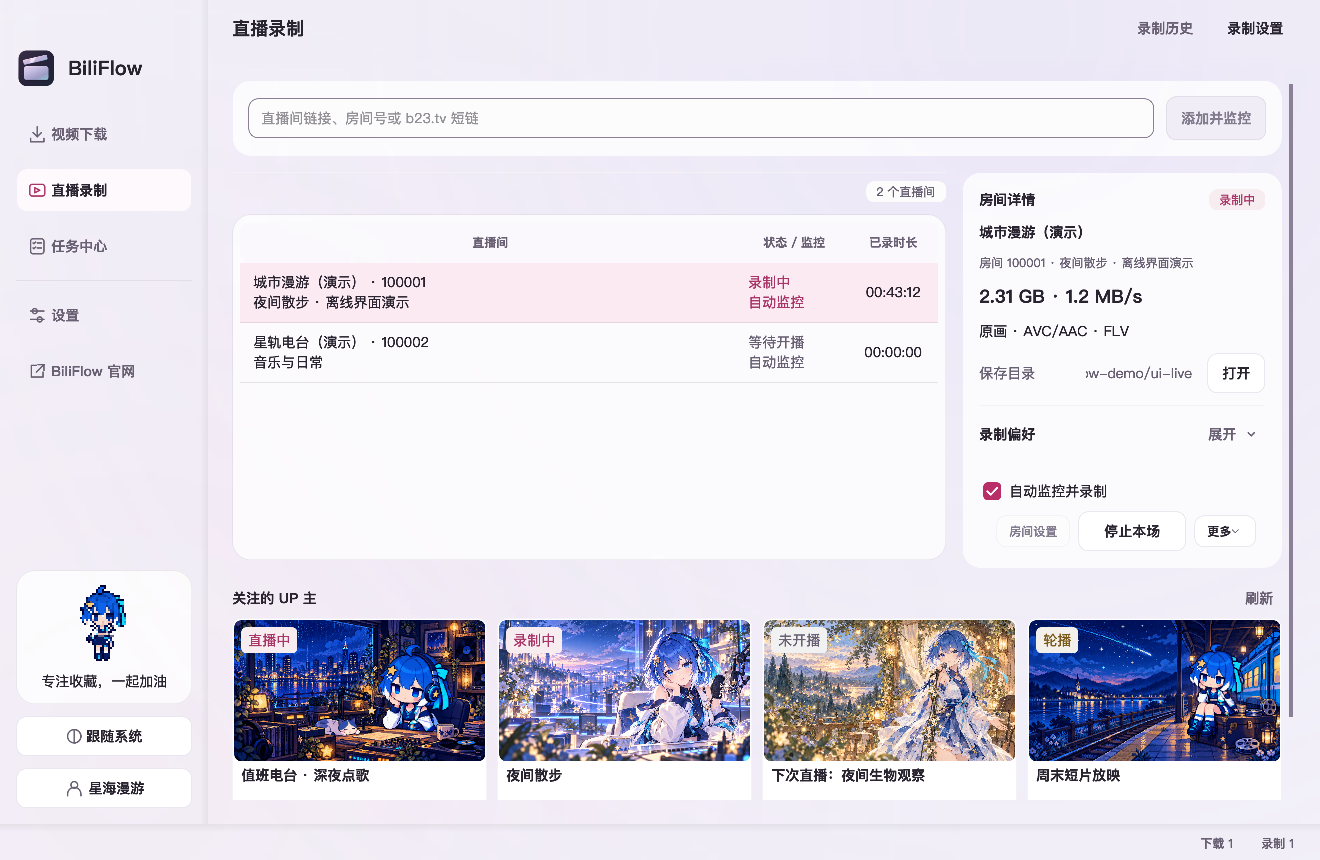 直播录制
录制历史
录制设置
BiliFlow
视频下载
直播录制
任务中心
设置
BiliFlow 官网
专注收藏，一起加油
跟随系统
星海漫游
直播间链接、房间号或 b23.tv 短链
添加并监控
2 个直播间
直播间
状态 / 监控
已录时长
城市漫游（演示） · 100001
夜间散步 · 离线界面演示
录制中
自动监控
00:43:12
星轨电台（演示） · 100002
音乐与日常
等待开播
自动监控
00:00:00
房间详情
录制中
城市漫游（演示）
房间 100001 · 夜间散步 · 离线界面演示
2.31 GB · 1.2 MB/s
原画 · AVC/AAC · FLV
保存目录
ow-demo/ui-live
打开
录制偏好
展开
自动监控并录制
房间设置
停止本场
更多
关注的 UP 主
刷新
直播中
值班电台 · 深夜点歌
录制中
夜间散步
未开播
下次直播：夜间生物观察
轮播
周末短片放映
下载 1
录制 1